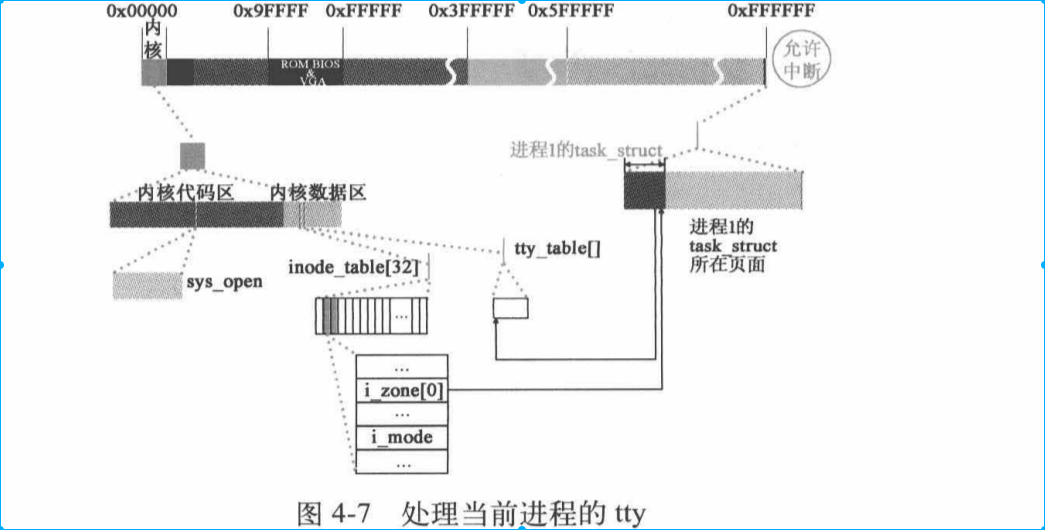 0x00000 0x9FFFF 0xFFFFF 0x3FFFFF 0x5FFFFF 0xFFFFFF
内
核
ROM BIOS
&
VGA
允许
中断
进程1的task_struct
内核代码区 内核数据区
进程1的
task_struct
所在页面
tty_table[]
inode_table[32]
sys_open
...
...
i_zone[0]
...
i_mode
...
图 4-7 处理当前进程的 tty